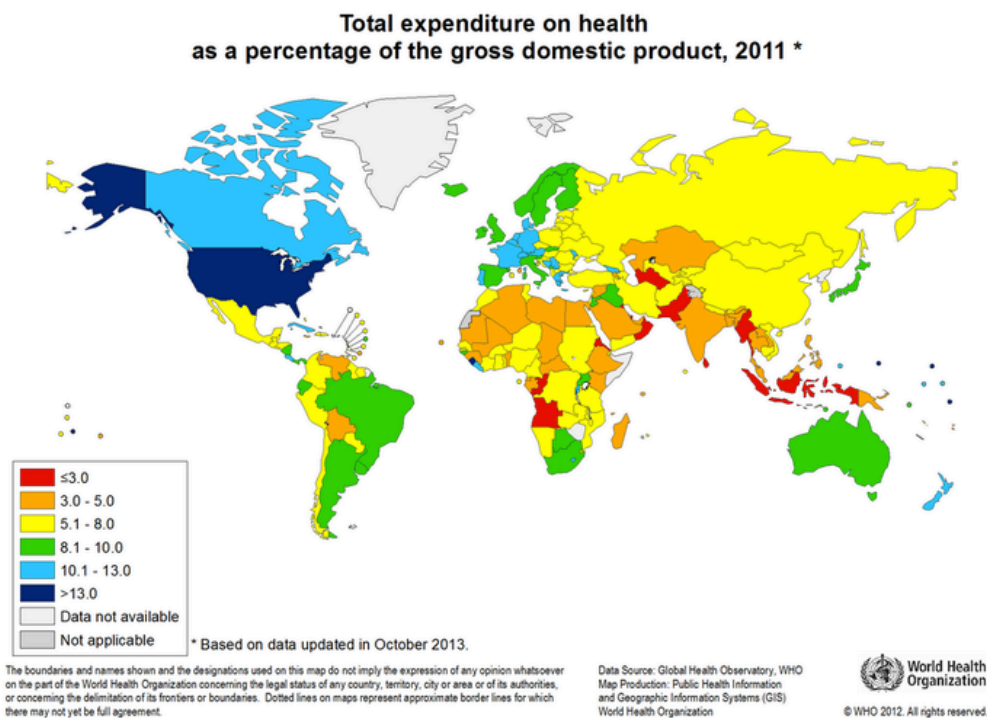 Total expenditure on health
as a percentage of the gross domestic product, 2011 *
≤3.0
3.0 - 5.0
5.1 - 8.0
8.1 - 10.0
10.1 - 13.0
>13.0
Data not available
Not applicable
* Based on data updated in October 2013.
The boundaries and names shown and the designations used on this map do not imply the expression of any opinion whatsoever
on the part of the World Health Organization concerning the legal status of any country, territory, city or area or of its authorities,
or concerning the delimitation of its frontiers or boundaries. Dotted lines on maps represent approximate border lines for which
there may not yet be full agreement.
Data Source: Global Health Observatory, WHO
Map Production: Public Health Information
and Geographic Information Systems (GIS)
World Health Organization
World Health
Organization
© WHO 2012. All rights reserved.